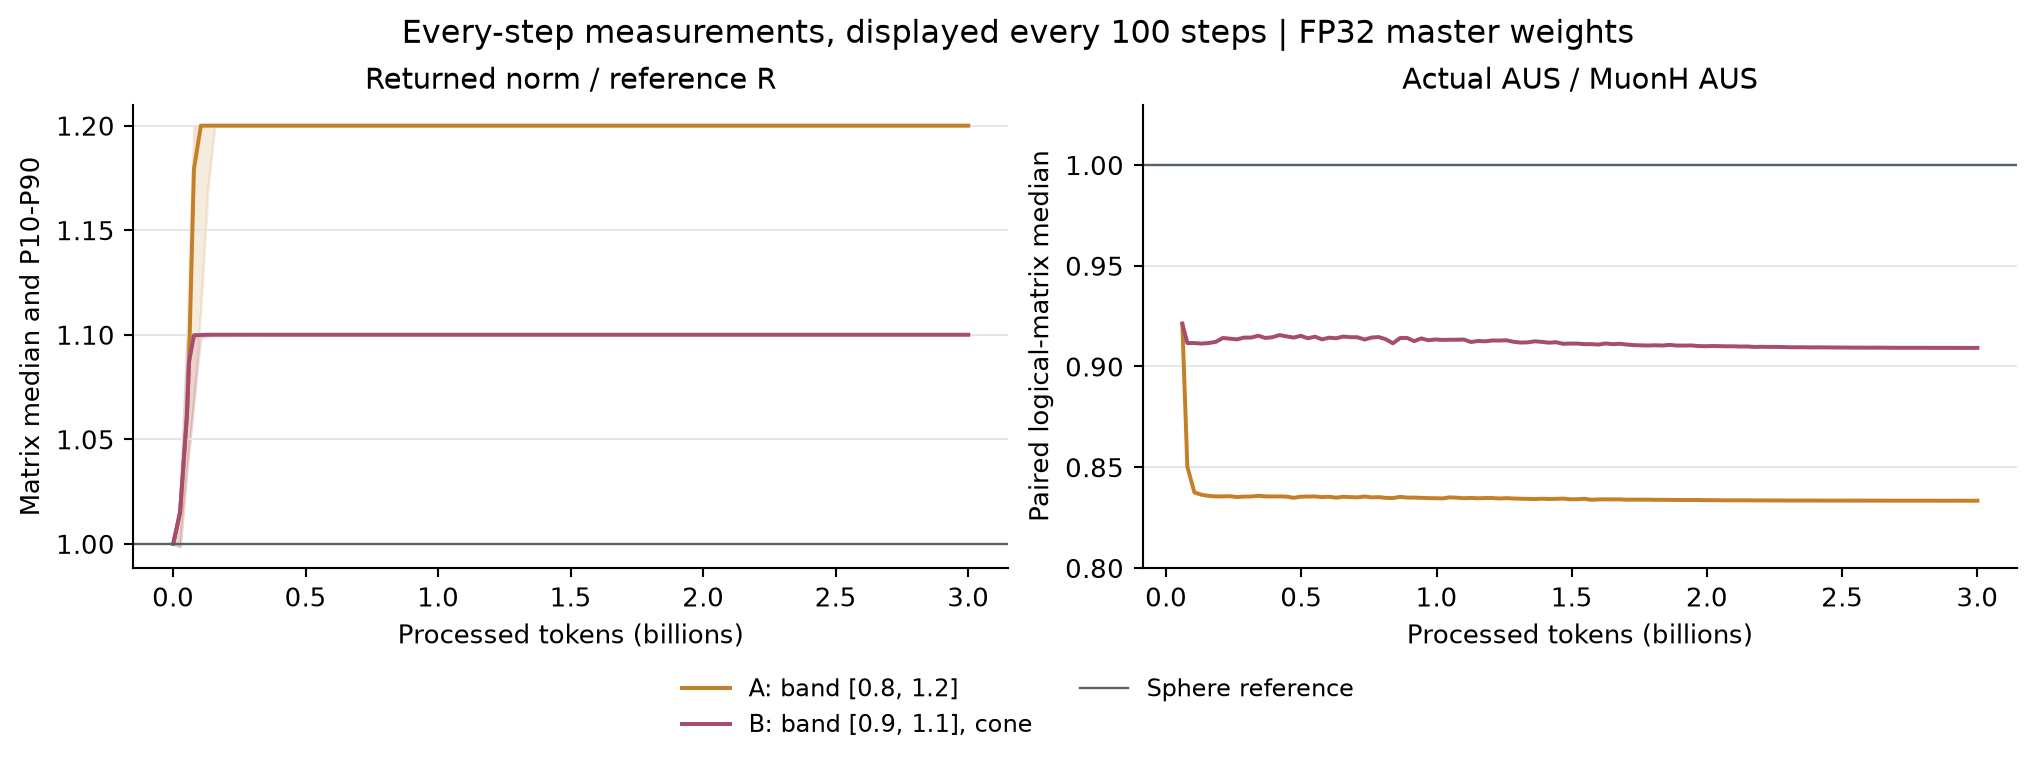 Every-step measurements, displayed every 100 steps | FP32 master weights
Returned norm / reference R
Matrix median and P10-P90
1.20
1.15
1.10
1.05
1.00
0.0 0.5 1.0 1.5 2.0 2.5 3.0
Processed tokens (billions)
Actual AUS / MuonH AUS
Paired logical-matrix median
1.00
0.95
0.90
0.85
0.80
0.0 0.5 1.0 1.5 2.0 2.5 3.0
Processed tokens (billions)
A: band [0.8, 1.2]
B: band [0.9, 1.1], cone
Sphere reference